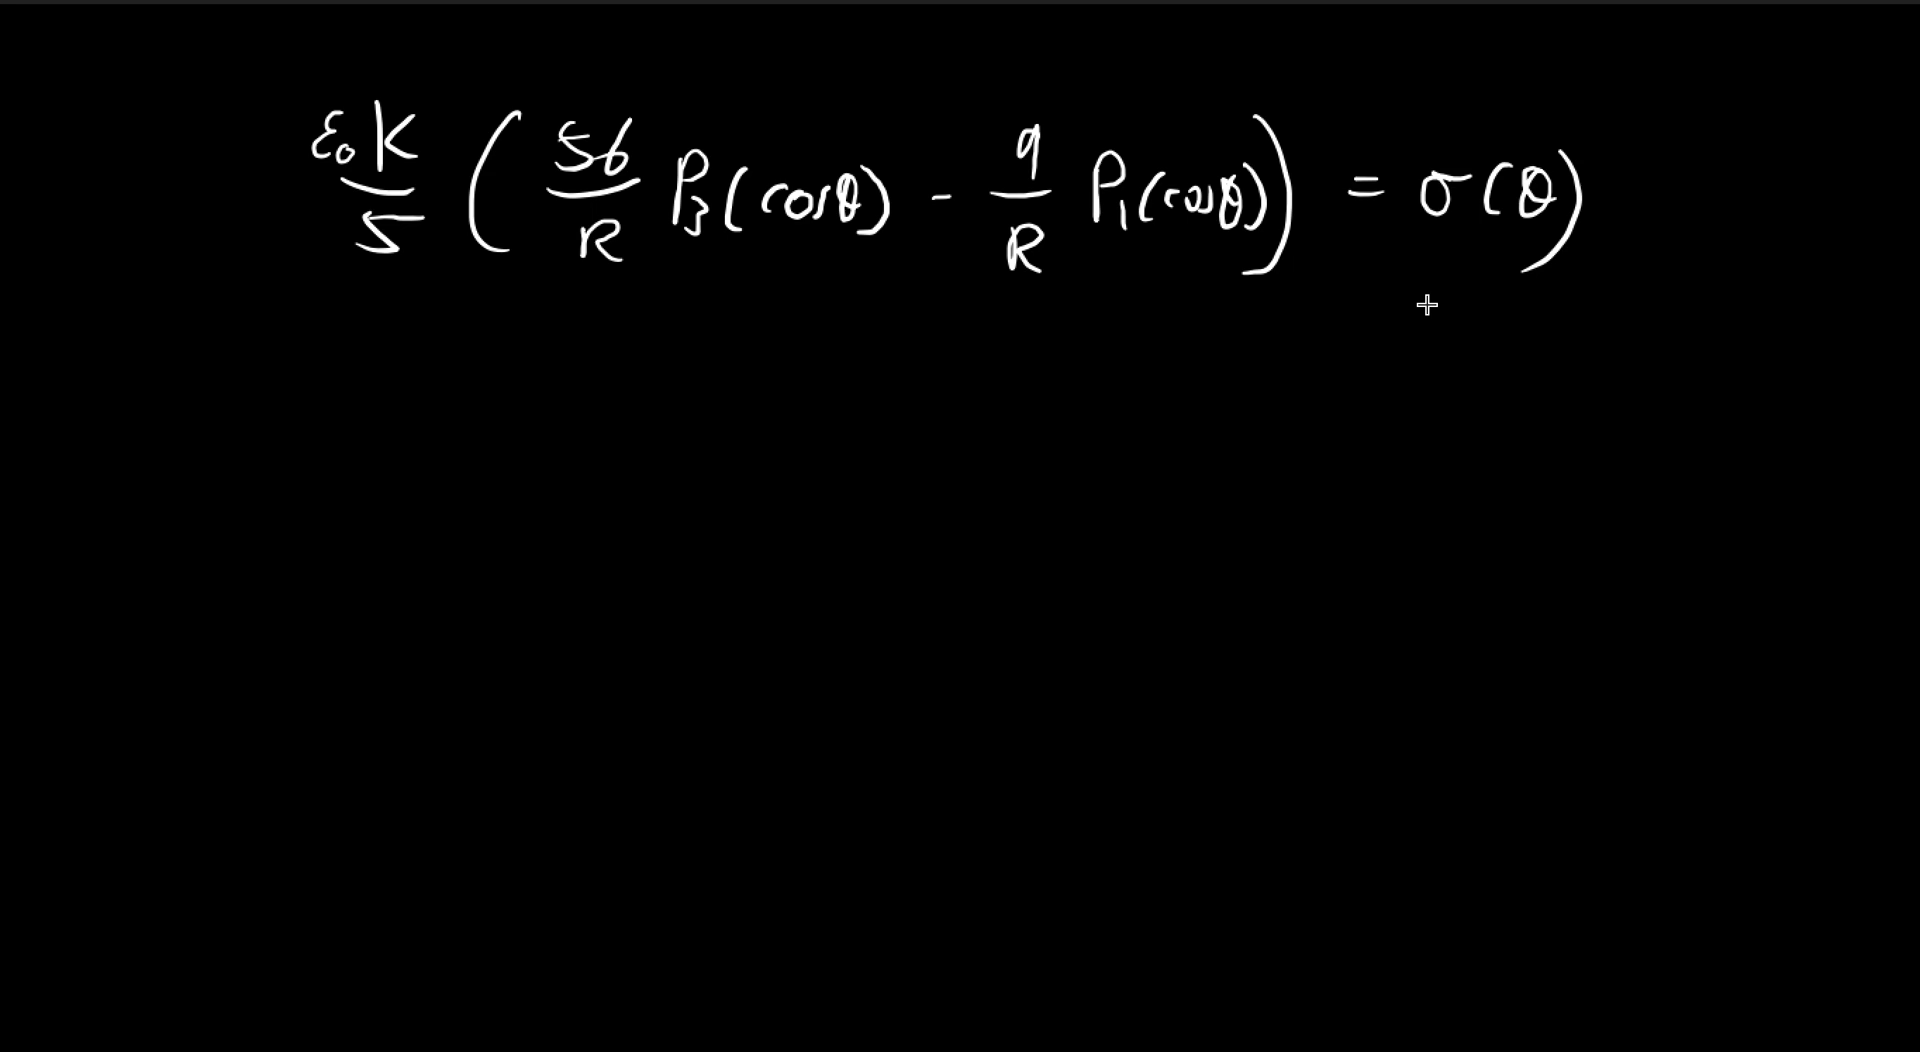 ε₀k/5 ( 56/R P₃(cosθ) - 9/R P₁(cosθ) ) = σ(θ)